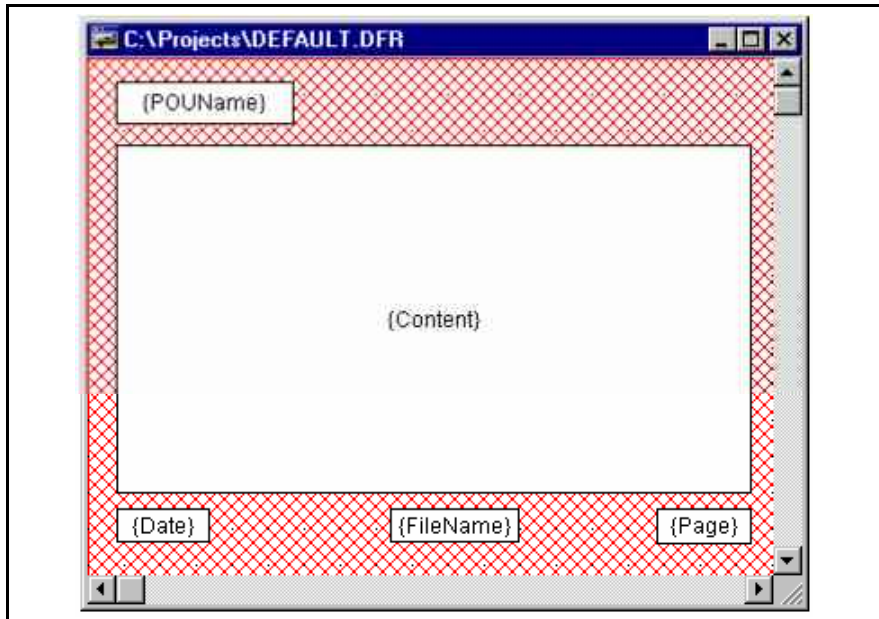 C:\Projects\DEFAULT.DFR
{POUName}
{Content}
{Date} {FileName} {Page}